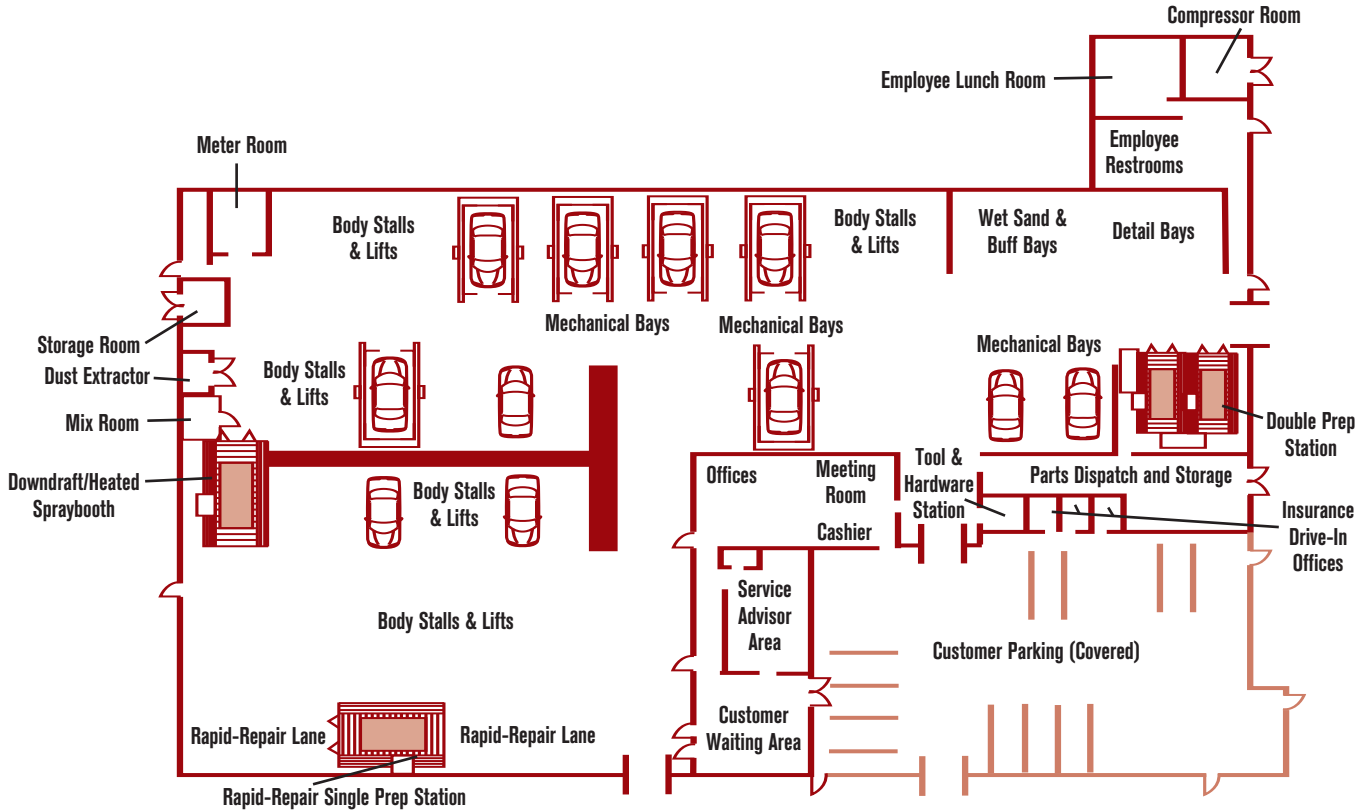 Compressor Room
Employee Lunch Room
Employee
Restrooms
Meter Room
Body Stalls
& Lifts
Body Stalls
& Lifts
Wet Sand &
Buff Bays
Detail Bays
Mechanical Bays
Mechanical Bays
Storage Room
Dust Extractor
Mix Room
Body Stalls
& Lifts
Mechanical Bays
Double Prep
Station
Downdraft/Heated
Spraybooth
Body Stalls
& Lifts
Offices
Meeting
Room
Cashier
Tool &
Hardware
Station
Parts Dispatch and Storage
Insurance
Drive-In
Offices
Service
Advisor
Area
Body Stalls & Lifts
Customer Parking (Covered)
Rapid-Repair Lane
Rapid-Repair Lane
Customer
Waiting Area
Rapid-Repair Single Prep Station